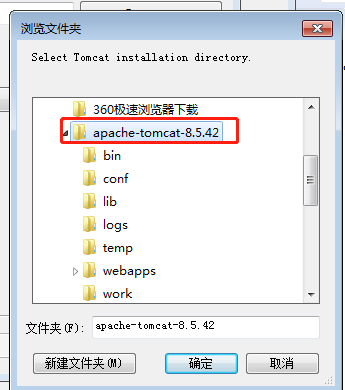 浏览文件夹
Select Tomcat installation directory.
360极速浏览器下载
apache-tomcat-8.5.42
bin
conf
lib
logs
temp
webapps
work
文件夹(F): apache-tomcat-8.5.42
新建文件夹(M) 确定 取消